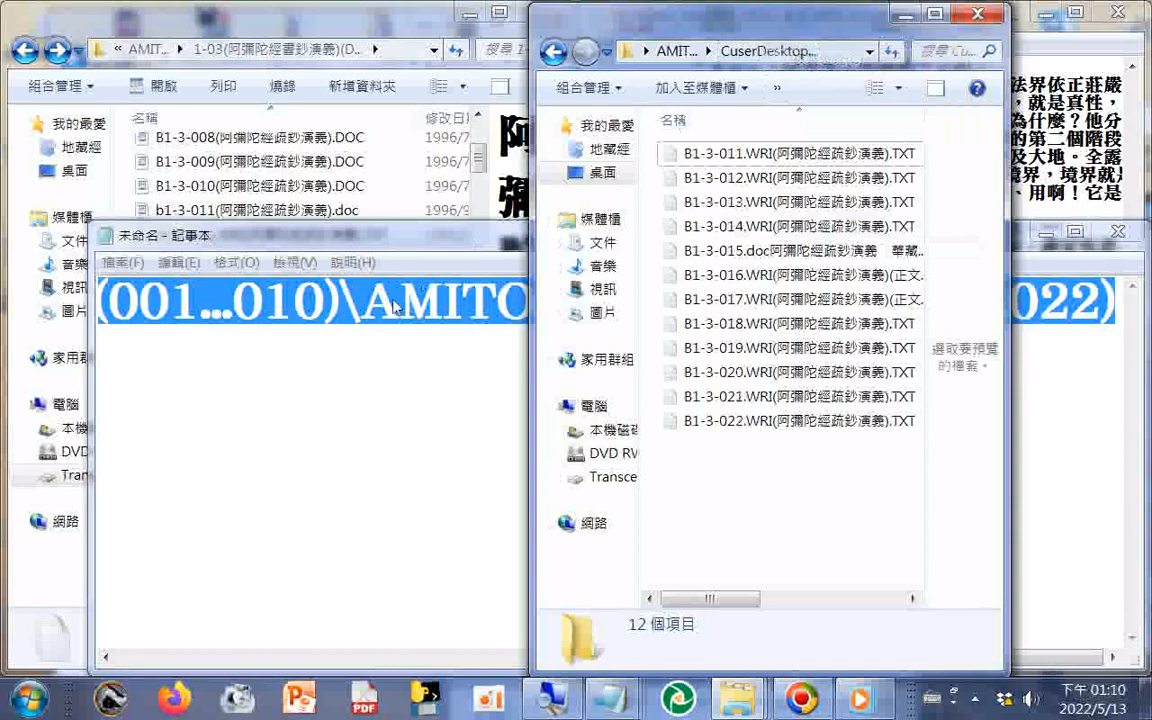 « AMIT... ▸ 1-03(阿彌陀經書鈔演義)(D... ▸
搜尋 1-
組合管理 ▾ 開啟 列印 燒錄 新增資料夾
我的最愛
地藏經
桌面
媒體櫃
文件
音樂
視訊
圖片
電腦
DVD
Tran
網路
名稱
修改日
B1-3-008(阿彌陀經疏鈔演義).DOC 1996/7
B1-3-009(阿彌陀經疏鈔演義).DOC 1996/7
B1-3-010(阿彌陀經疏鈔演義).DOC 1996/7
b1-3-011(阿彌陀經疏鈔演義).doc 1996/9
阿
彌
未命名 - 記事本
檔案(F) 編輯(E) 格式(O) 檢視(V) 說明(H)
(001...010)\AMITO
022)
▸ AMIT... ▸ CuserDesktop...
搜尋 Cu...
組合管理 ▾ 加入至媒體櫃 ▾ »
我的最愛
地藏經
桌面
媒體櫃
文件
音樂
視訊
圖片
家用群組
電腦
本機磁碟
DVD RW
Transce
網路
名稱
B1-3-011.WRI(阿彌陀經疏鈔演義).TXT
B1-3-012.WRI(阿彌陀經疏鈔演義).TXT
B1-3-013.WRI(阿彌陀經疏鈔演義).TXT
B1-3-014.WRI(阿彌陀經疏鈔演義).TXT
B1-3-015.doc阿彌陀經疏鈔演義 華藏..
B1-3-016.WRI(阿彌陀經疏鈔演義)(正文.
B1-3-017.WRI(阿彌陀經疏鈔演義)(正文.
B1-3-018.WRI(阿彌陀經疏鈔演義).TXT
B1-3-019.WRI(阿彌陀經疏鈔演義).TXT
B1-3-020.WRI(阿彌陀經疏鈔演義).TXT
B1-3-021.WRI(阿彌陀經疏鈔演義).TXT
B1-3-022.WRI(阿彌陀經疏鈔演義).TXT
選取要預覽
的檔案。
12 個項目
法界依正莊嚴
，就是真性，
為什麼？他分
的第二個階段
及大地。全露
境界，境界就
、用啊！它是
下午 01:10
2022/5/13